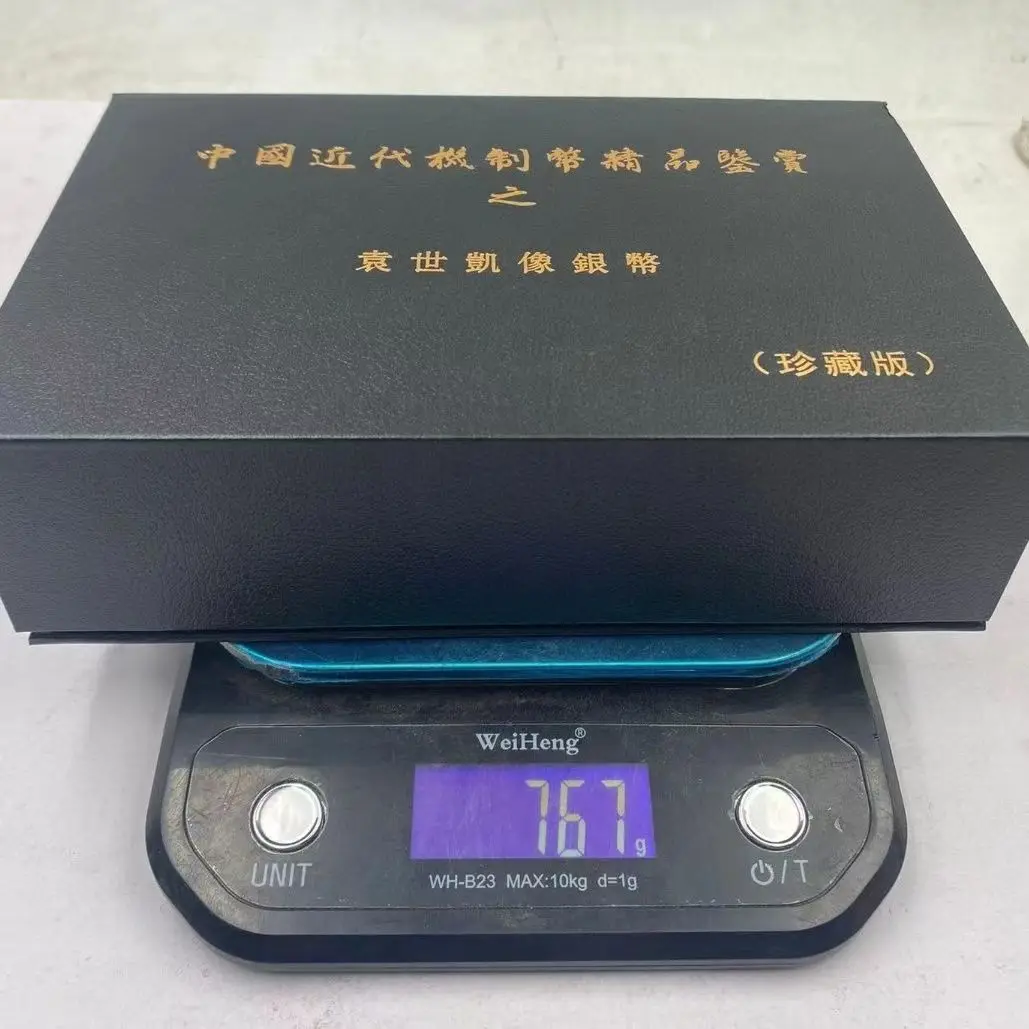 中國近代機制幣精品鑒賞
之
袁世凱像銀幣
(珍藏版)
WeiHeng®
767g
UNIT
WH-B23 MAX:10kg d=1g
⏻/T